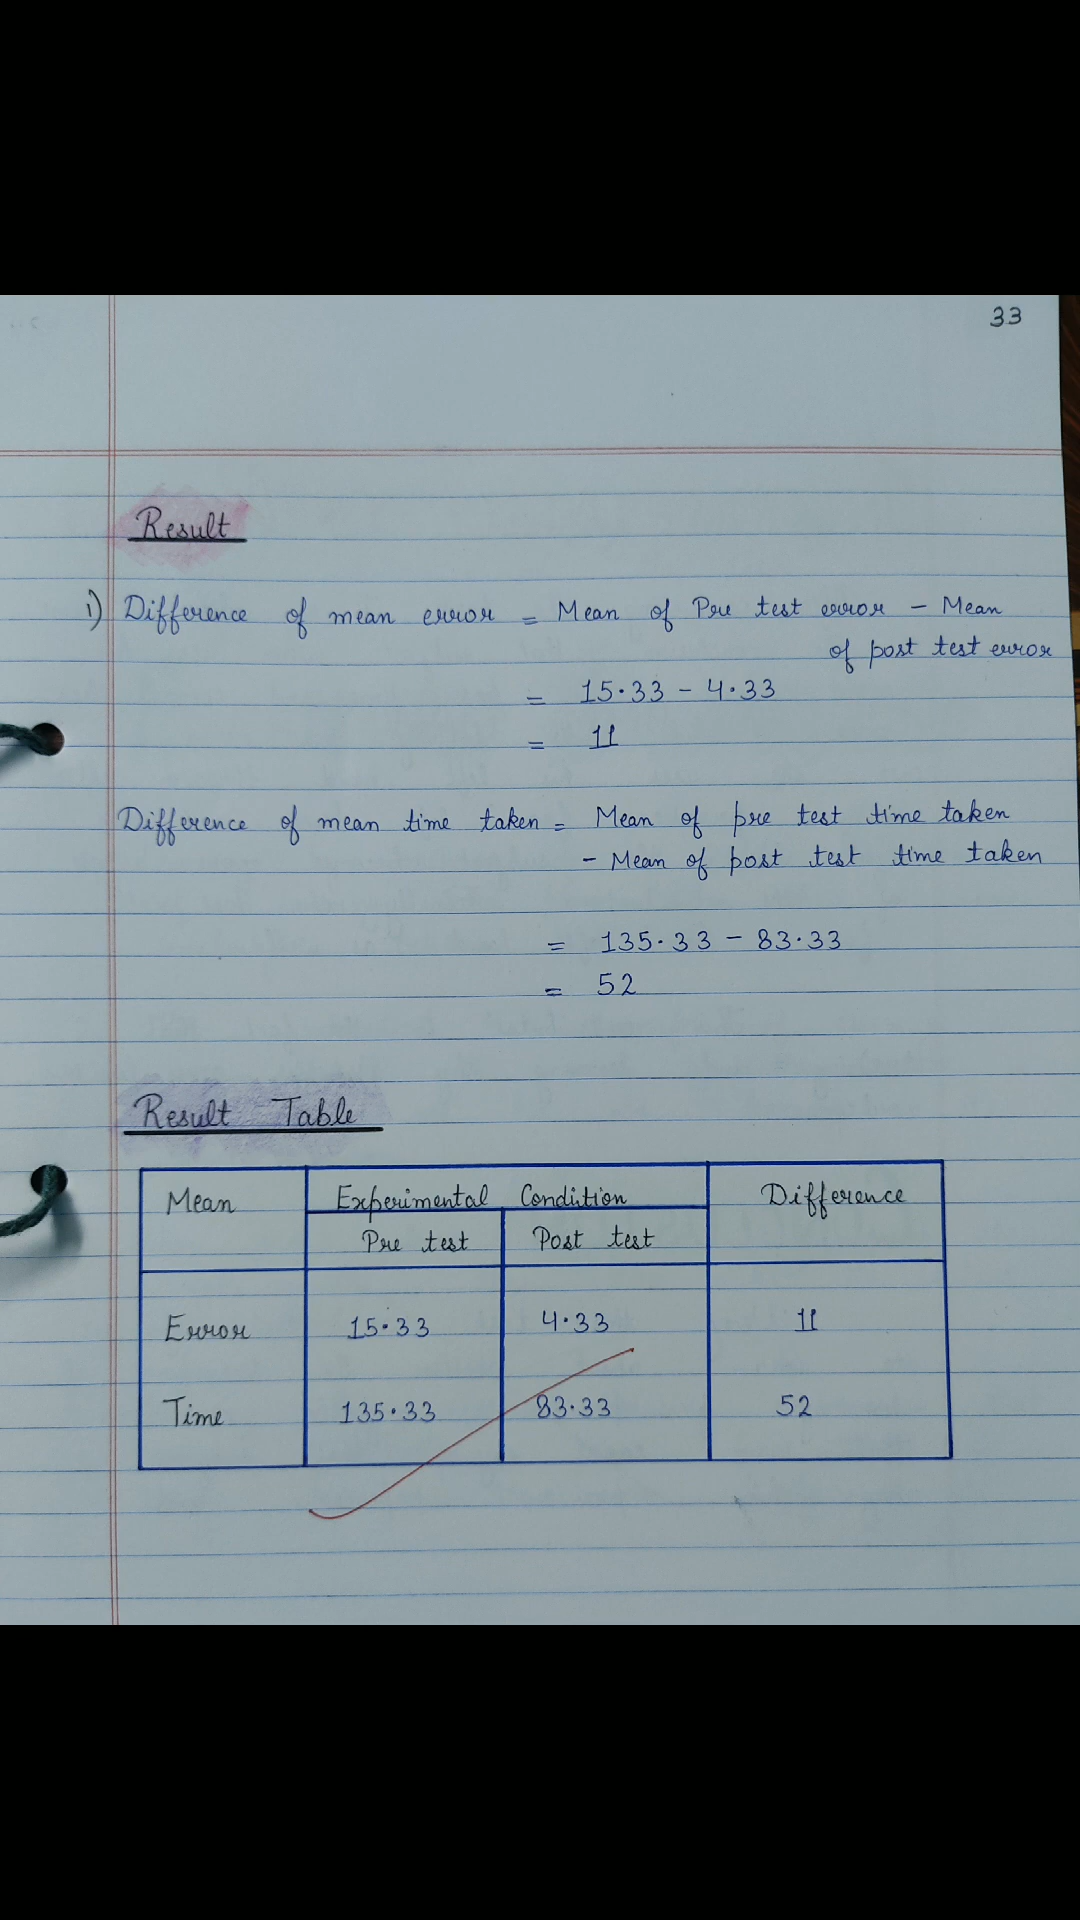 33
Result
1) Difference of mean error = Mean of Pre test error - Mean
of post test error
= 15.33 - 4.33
= 11
Difference of mean time taken = Mean of pre test time taken
- Mean of post test time taken
= 135.33 - 83.33
= 52
Result Table
Mean Experimental Condition Difference
Pre test Post test
Error 15.33 4.33 11
Time 135.33 83.33 52